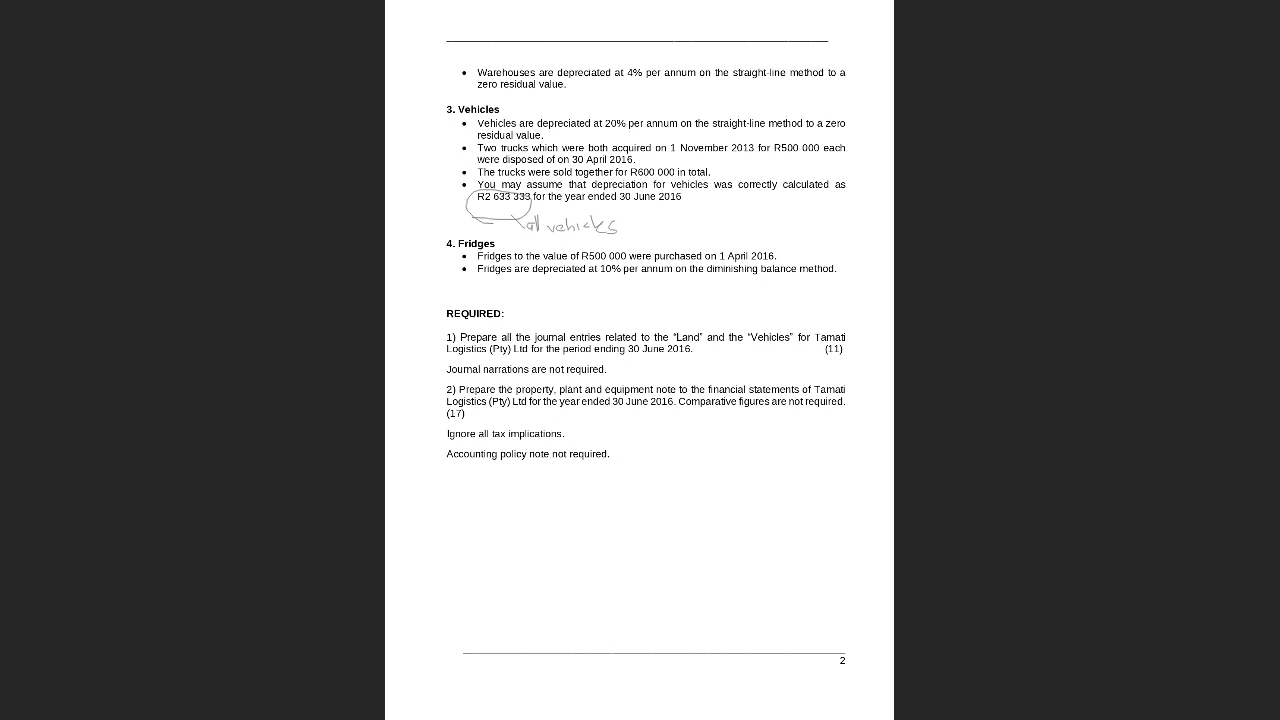 • Warehouses are depreciated at 4% per annum on the straight-line method to a
zero residual value.
3. Vehicles
• Vehicles are depreciated at 20% per annum on the straight-line method to a zero
residual value.
• Two trucks which were both acquired on 1 November 2013 for R500 000 each
were disposed of on 30 April 2016.
• The trucks were sold together for R600 000 in total.
• You may assume that depreciation for vehicles was correctly calculated as
R2 633 333 for the year ended 30 June 2016
all vehicles
4. Fridges
• Fridges to the value of R500 000 were purchased on 1 April 2016.
• Fridges are depreciated at 10% per annum on the diminishing balance method.
REQUIRED:
1) Prepare all the journal entries related to the “Land” and the “Vehicles” for Tamati
Logistics (Pty) Ltd for the period ending 30 June 2016. (11)
Journal narrations are not required.
2) Prepare the property, plant and equipment note to the financial statements of Tamati
Logistics (Pty) Ltd for the year ended 30 June 2016. Comparative figures are not required.
(17)
Ignore all tax implications.
Accounting policy note not required.
2